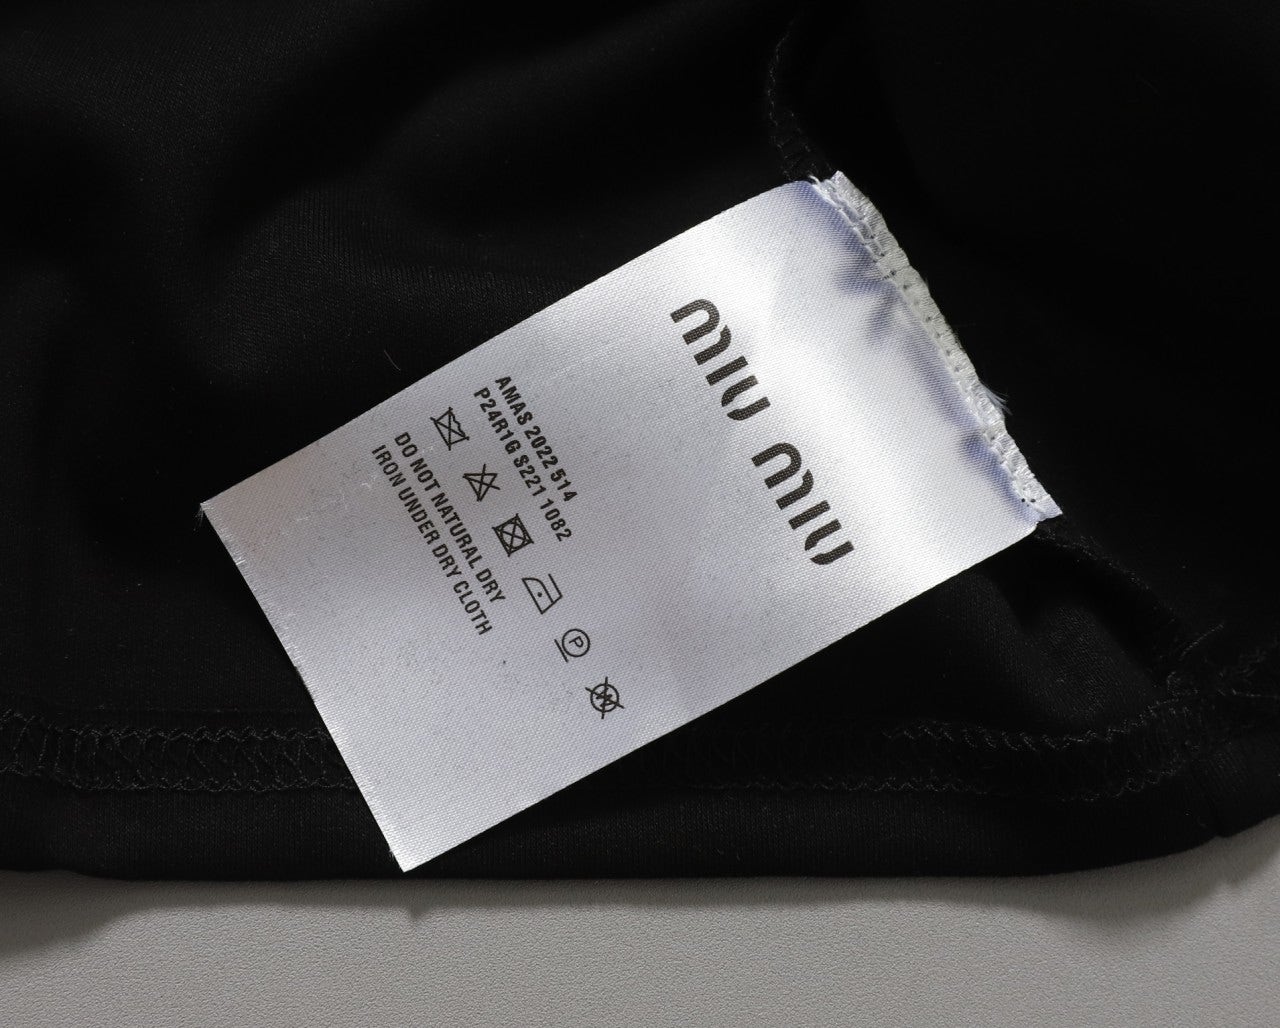 miu miu
AMAS 2022 514
P24R1G S221 1082
P
DO NOT NATURAL DRY
IRON UNDER DRY CLOTH